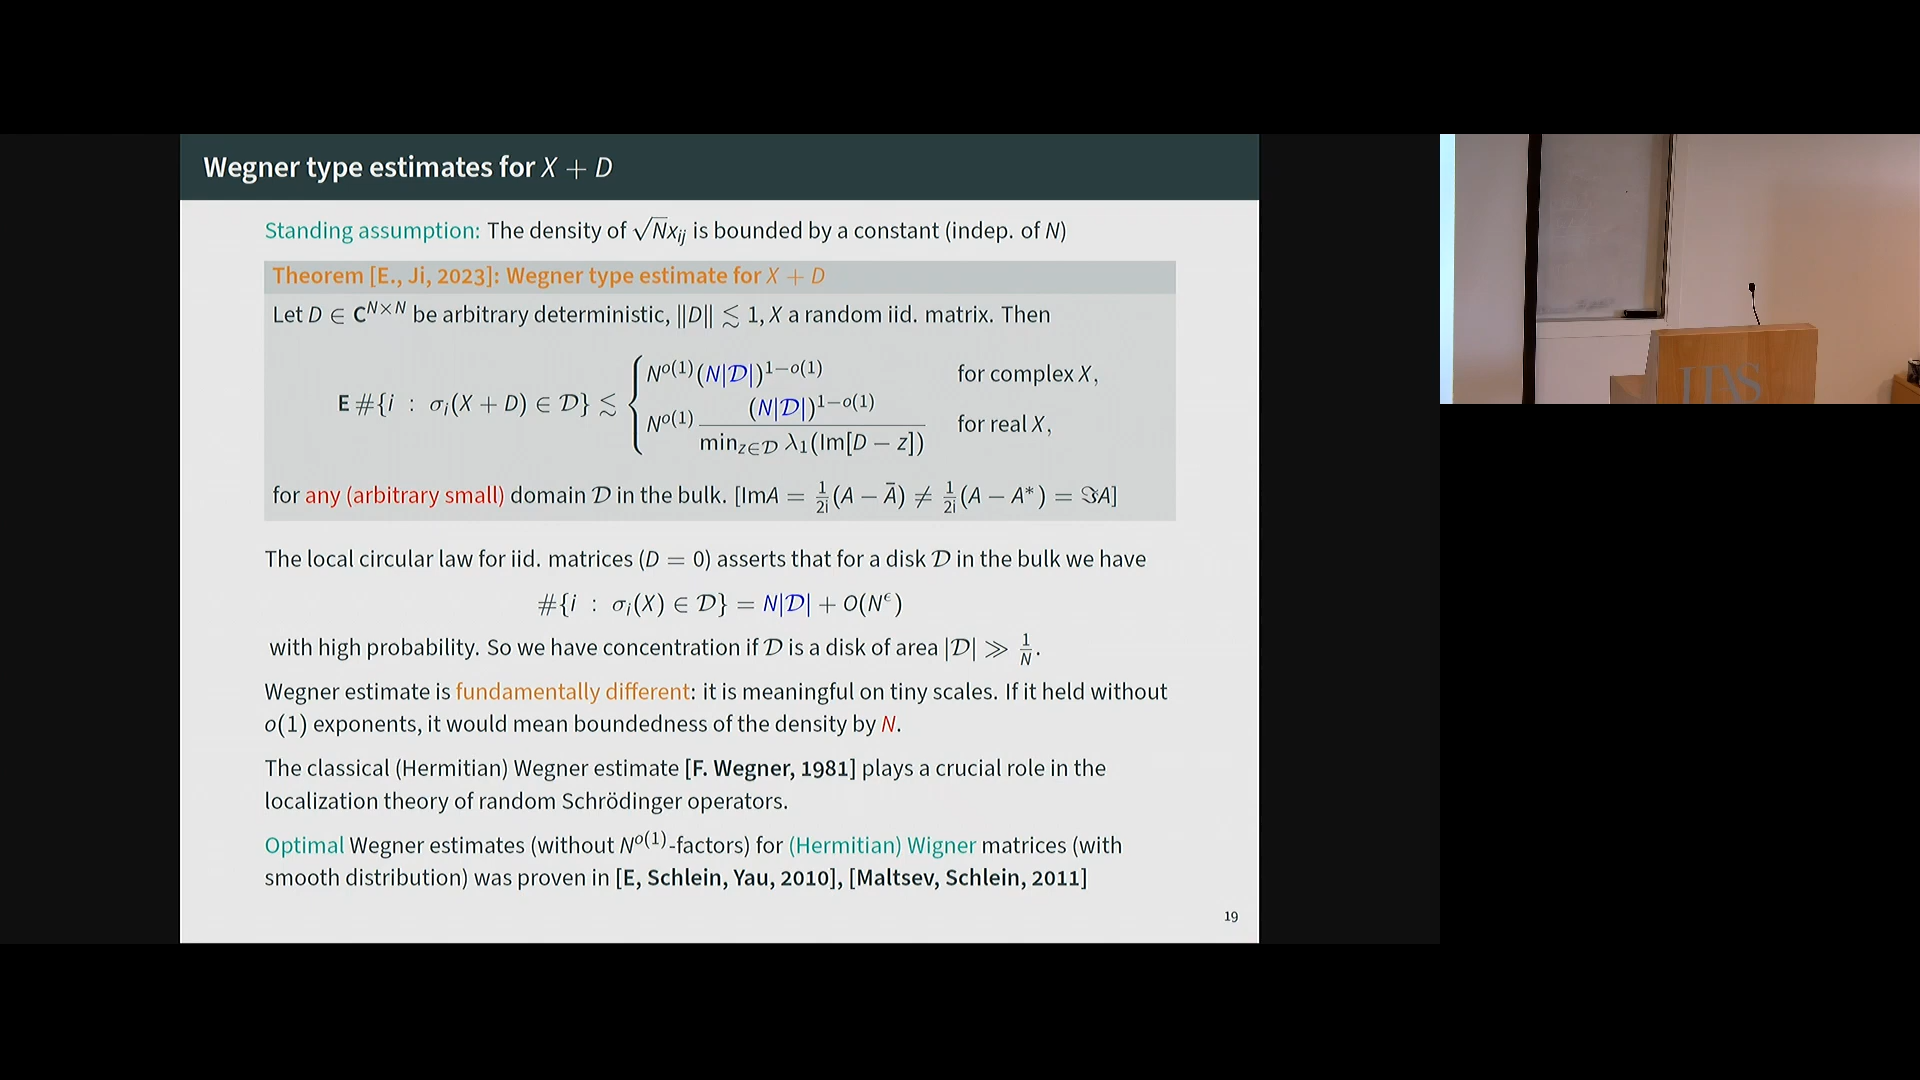 Wegner type estimates for X + D
Standing assumption: The density of √N x_{ij} is bounded by a constant (indep. of N)
Theorem [E., Ji, 2023]: Wegner type estimate for X + D
Let D ∈ C^{N×N} be arbitrary deterministic, ||D|| ≲ 1, X a random iid. matrix. Then
E #{i : σ_i(X + D) ∈ 𝒟} ≲ { N^{o(1)}(N|𝒟|)^{1−o(1)} for complex X,
N^{o(1)} (N|𝒟|)^{1−o(1)} / min_{z∈𝒟} λ_1(Im[D − z]) for real X,
for any (arbitrary small) domain 𝒟 in the bulk. [ImA = 1/2i (A − Ā) ≠ 1/2i (A − A*) = ℑA]
The local circular law for iid. matrices (D = 0) asserts that for a disk 𝒟 in the bulk we have
#{i : σ_i(X) ∈ 𝒟} = N|𝒟| + O(N^ϵ)
with high probability. So we have concentration if 𝒟 is a disk of area |𝒟| ≫ 1/N.
Wegner estimate is fundamentally different: it is meaningful on tiny scales. If it held without
o(1) exponents, it would mean boundedness of the density by N.
The classical (Hermitian) Wegner estimate [F. Wegner, 1981] plays a crucial role in the
localization theory of random Schrödinger operators.
Optimal Wegner estimates (without N^{o(1)}-factors) for (Hermitian) Wigner matrices (with
smooth distribution) was proven in [E, Schlein, Yau, 2010], [Maltsev, Schlein, 2011]
19